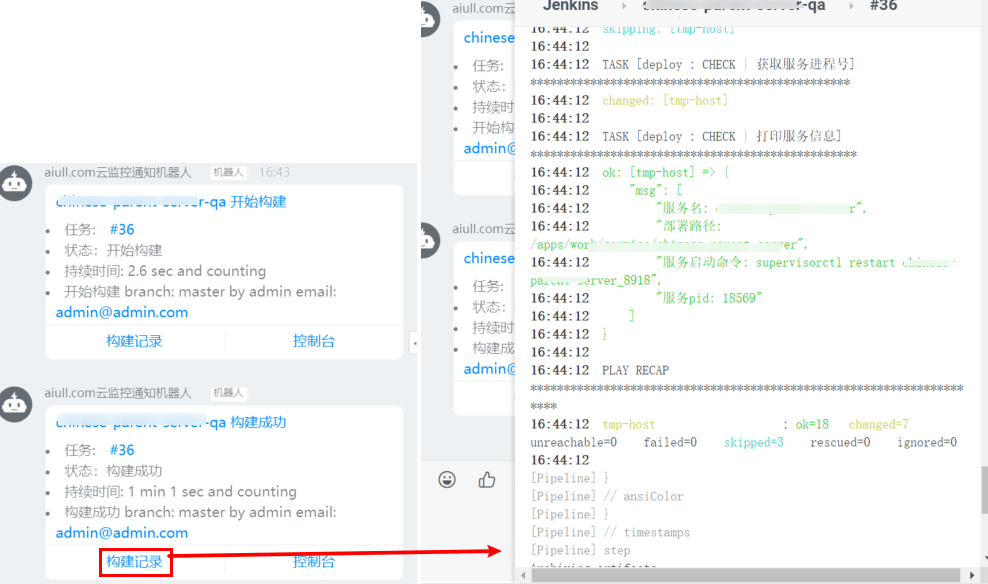 aiull.com云监控通知机器人 机器人 16:43
chinese-parent-server-qa 开始构建
任务: #36
状态: 开始构建
持续时间: 2.6 sec and counting
开始构建 branch: master by admin email:
admin@admin.com
构建记录 控制台
aiull.com云监控通知机器人 机器人
chinese-parent-server-qa 构建成功
任务: #36
状态: 构建成功
持续时间: 1 min 1 sec and counting
构建成功 branch: master by admin email:
admin@admin.com
构建记录 控制台
aiull.com云
chinese
任务:
状态:
持续时
开始构
admin@
aiull.com云
chinese
任务:
状态:
持续时
构建成
admin@
Jenkins chinese-parent-server-qa #36
16:44:12 skipping: [tmp-host]
16:44:12
16:44:12 TASK [deploy : CHECK | 获取服务进程号]
************************************************
16:44:12 changed: [tmp-host]
16:44:12
16:44:12 TASK [deploy : CHECK | 打印服务信息]
*************************************************
16:44:12 ok: [tmp-host] => {
16:44:12 "msg": [
16:44:12 "服务名: r",
16:44:12 "部署路径:
/apps/work/service/chinese-parent-server",
16:44:12 "服务启动命令: supervisorctl restart chinese-
parent-server_8918",
16:44:12 "服务pid: 18569"
16:44:12 ]
16:44:12 }
16:44:12
16:44:12 PLAY RECAP
*****************************************************************
****
16:44:12 tmp-host : ok=18 changed=7
unreachable=0 failed=0 skipped=3 rescued=0 ignored=0
16:44:12
[Pipeline] }
[Pipeline] // ansiColor
[Pipeline] }
[Pipeline] // timestamps
[Pipeline] step
Archiving artifacts